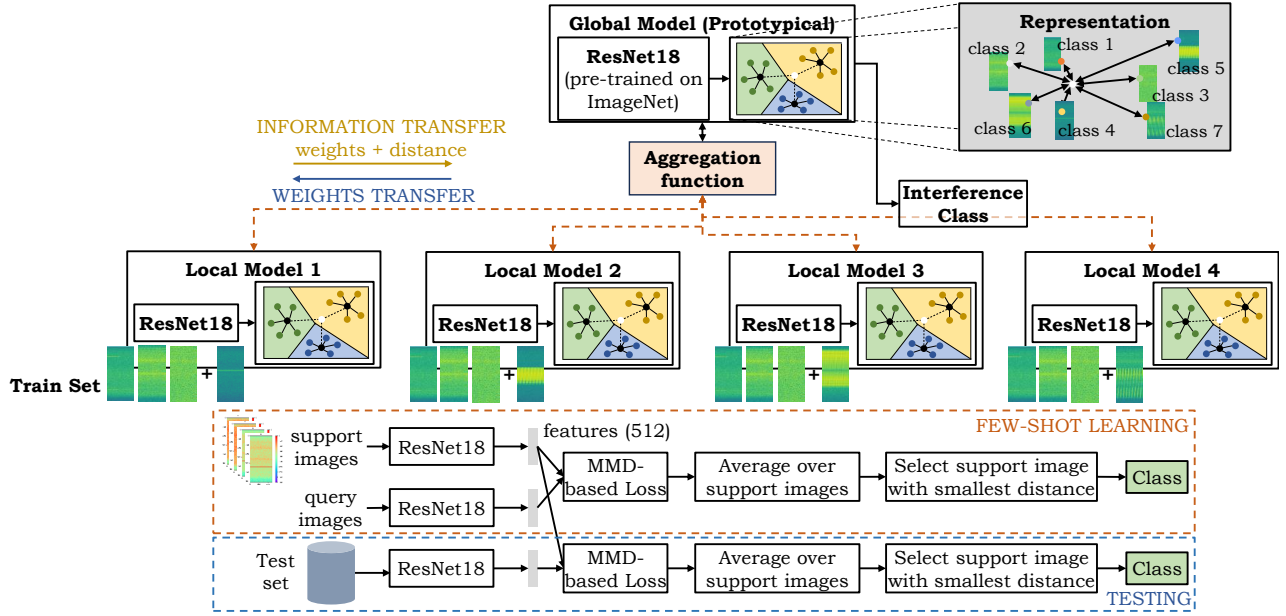 Global Model (Prototypical)
ResNet18
(pre-trained on
ImageNet)
Representation
class 2
class 1
class 5
class 3
class 6
class 4
class 7
INFORMATION TRANSFER
weights + distance
WEIGHTS TRANSFER
Aggregation
function
Interference
Class
Local Model 1
ResNet18
Local Model 2
ResNet18
Local Model 3
ResNet18
Local Model 4
ResNet18
Train Set
+
+
+
+
FEW-SHOT LEARNING
support
images
ResNet18
features (512)
MMD-
based Loss
Average over
support images
Select support image
with smallest distance
Class
query
images
ResNet18
Test
set
ResNet18
MMD-
based Loss
Average over
support images
Select support image
with smallest distance
Class
TESTING